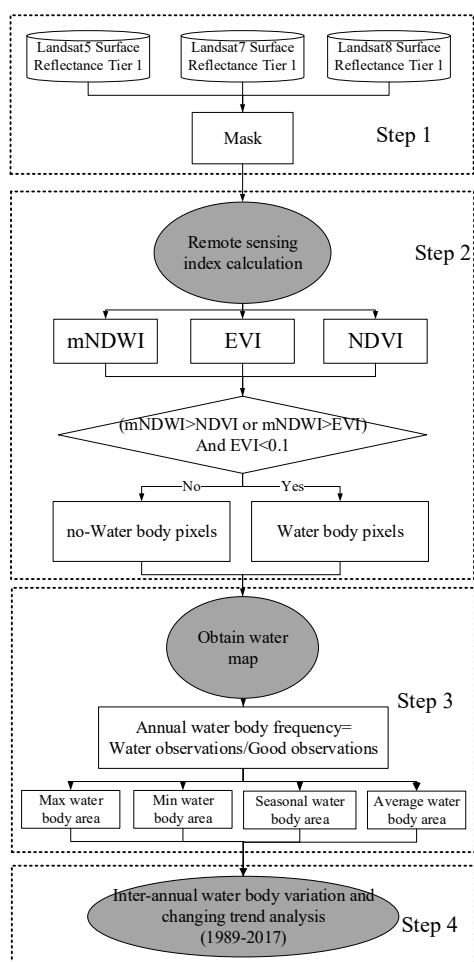 Landsat5 Surface
Reflectance Tier 1
Landsat7 Surface
Reflectance Tier 1
Landsat8 Surface
Reflectance Tier 1
Mask
Step 1
Remote sensing
index calculation
Step 2
mNDWI
EVI
NDVI
(mNDWI>NDVI or mNDWI>EVI)
And EVI<0.1
No
Yes
no-Water body pixels
Water body pixels
Obtain water
map
Step 3
Annual water body frequency=
Water observations/Good observations
Max water
body area
Min water
body area
Seasonal water
body area
Average water
body area
Inter-annual water body variation and
changing trend analysis
(1989-2017)
Step 4